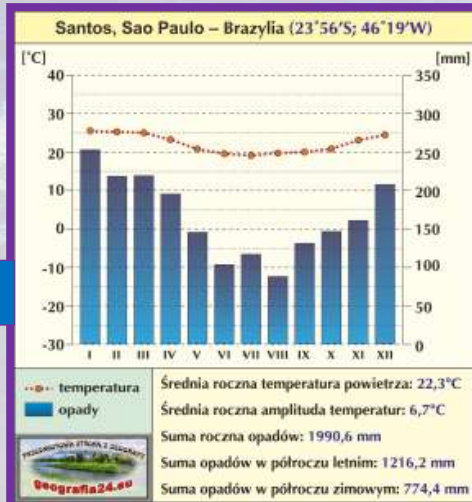 Santos, Sao Paulo – Brazylia (23°56'S; 46°19'W)
[°C] [mm]
40 350
30 300
20 250
10 200
0 150
-10 100
-20 50
-30 0
I II III IV V VI VII VIII IX X XI XII
temperatura
opady
PRZEDMIOTOWA STRONA Z GEOGRAFII
geografia24.eu
Średnia roczna temperatura powietrza: 22,3°C
Średnia roczna amplituda temperatur: 6,7°C
Suma roczna opadów: 1990,6 mm
Suma opadów w półroczu letnim: 1216,2 mm
Suma opadów w półroczu zimowym: 774,4 mm